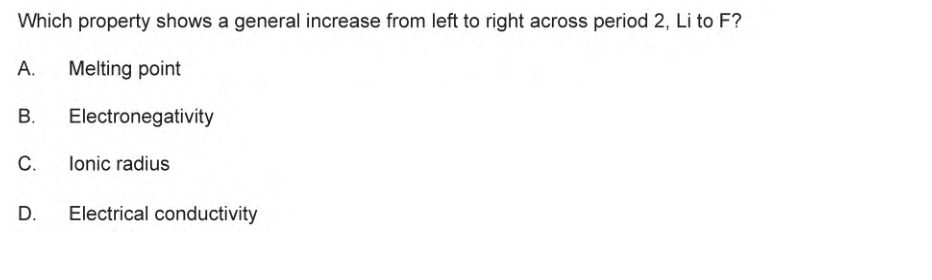 Which property shows a general increase from left to right across period 2, Li to F?
A. Melting point
B. Electronegativity
C. Ionic radius
D. Electrical conductivity